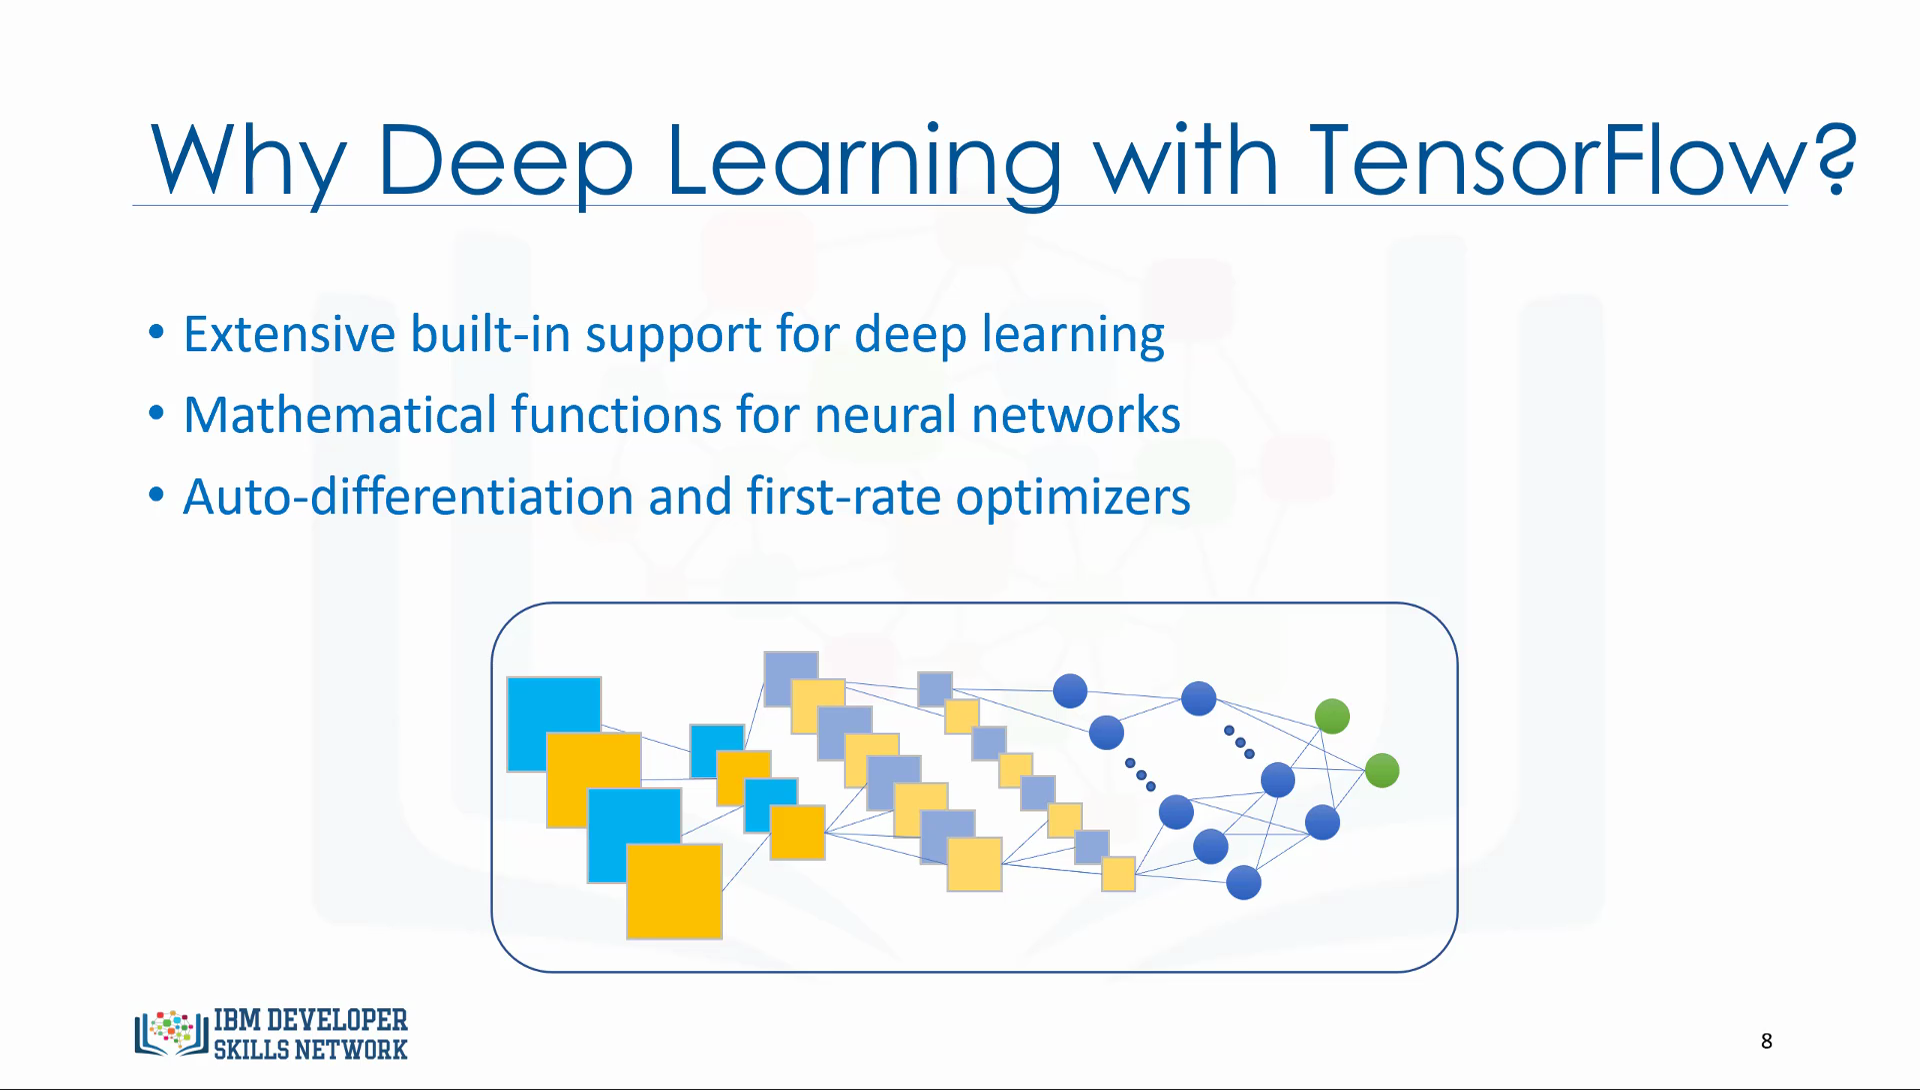 Why Deep Learning with TensorFlow?
• Extensive built-in support for deep learning
• Mathematical functions for neural networks
• Auto-differentiation and first-rate optimizers
IBM DEVELOPER
SKILLS NETWORK
8